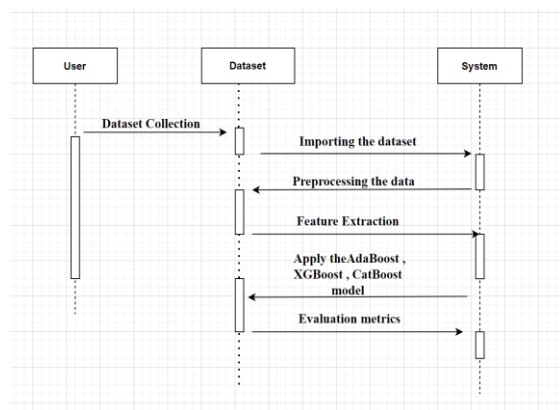 User
Dataset
System
Dataset Collection
Importing the dataset
Preprocessing the data
Feature Extraction
Apply theAdaBoost ,
XGBoost , CatBoost
model
Evaluation metrics